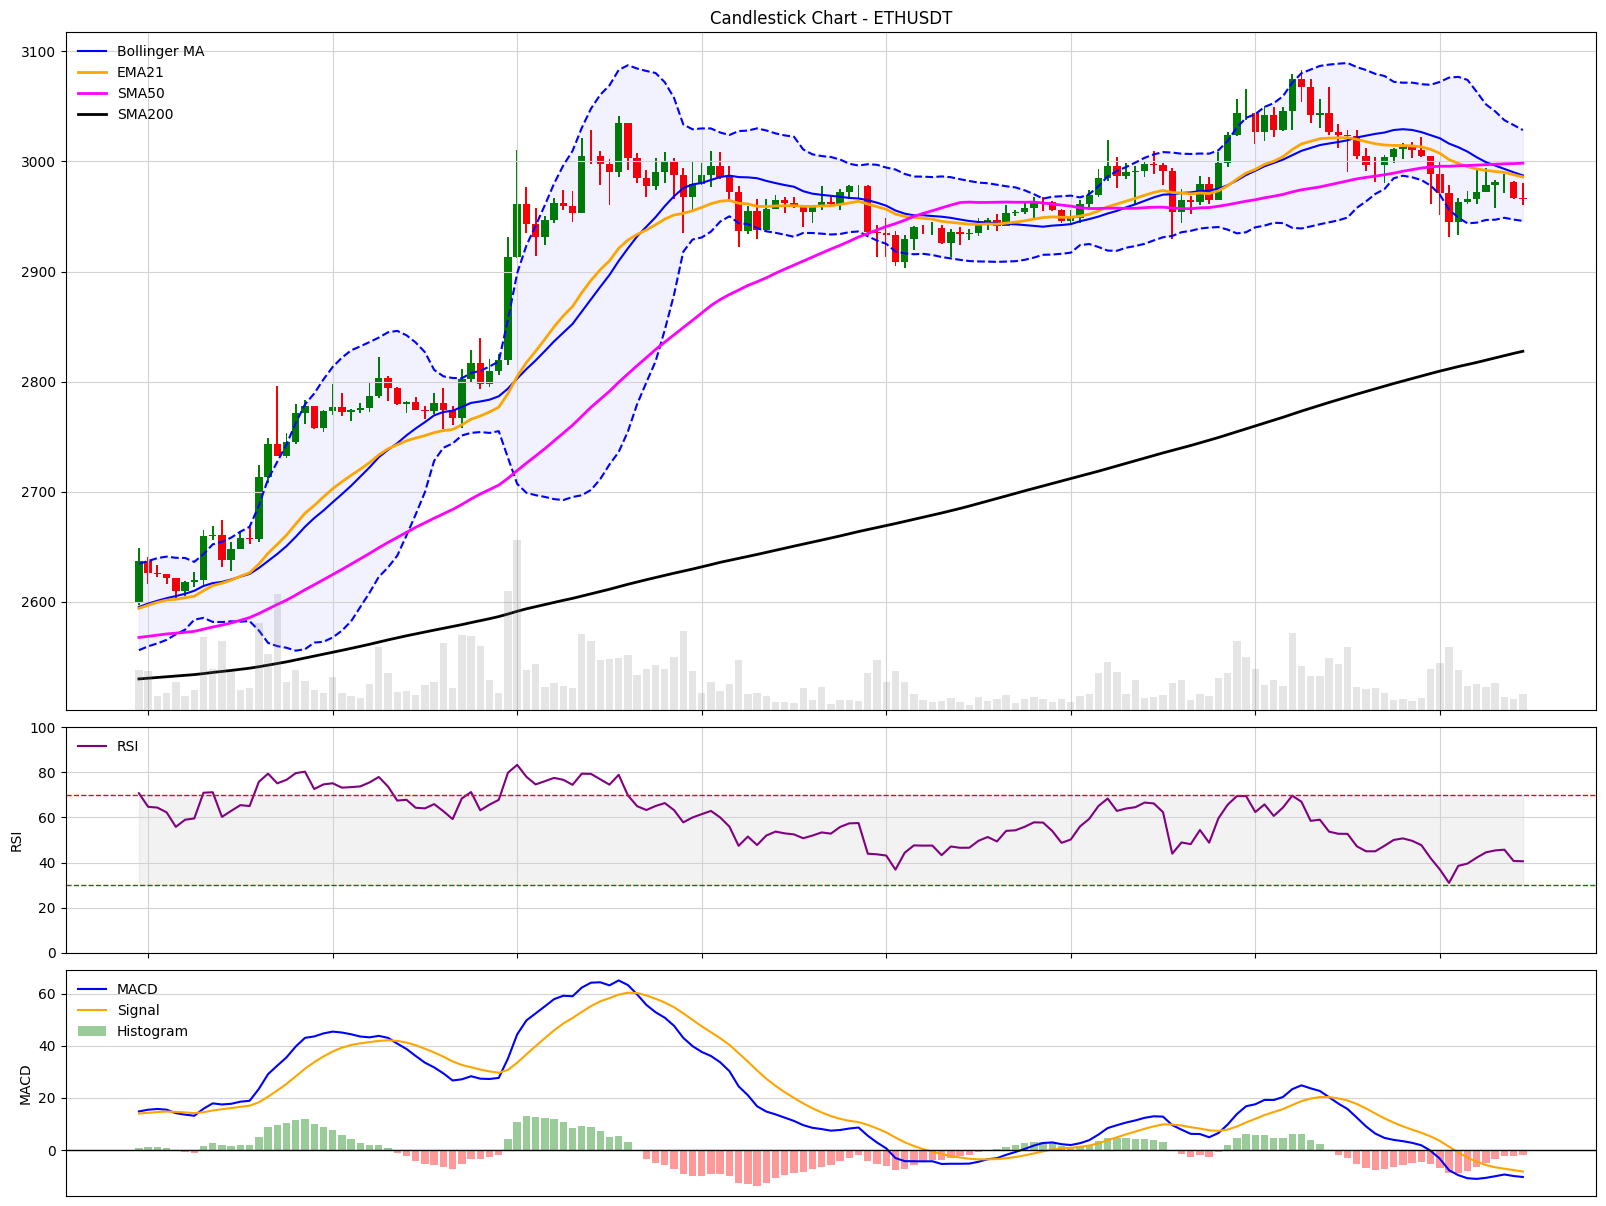 Candlestick Chart - ETHUSDT
Bollinger MA
EMA21
SMA50
SMA200
3100
3000
2900
2800
2700
2600
RSI
100
80
60
40
20
0
RSI
MACD
Signal
Histogram
60
40
20
0
MACD